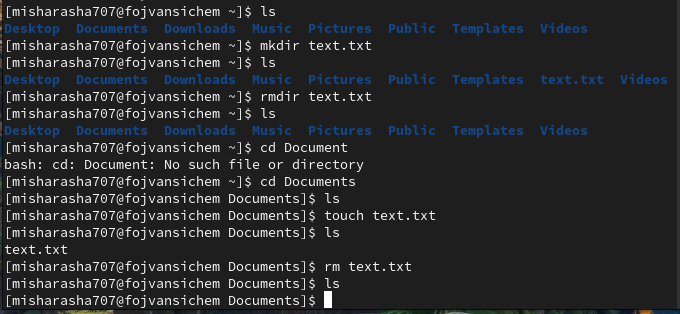 [misharasha707@fojvansichem ~]$ ls
Desktop  Documents  Downloads  Music  Pictures  Public  Templates  Videos
[misharasha707@fojvansichem ~]$ mkdir text.txt
[misharasha707@fojvansichem ~]$ ls
Desktop  Documents  Downloads  Music  Pictures  Public  Templates  text.txt  Videos
[misharasha707@fojvansichem ~]$ rmdir text.txt
[misharasha707@fojvansichem ~]$ ls
Desktop  Documents  Downloads  Music  Pictures  Public  Templates  Videos
[misharasha707@fojvansichem ~]$ cd Document
bash: cd: Document: No such file or directory
[misharasha707@fojvansichem ~]$ cd Documents
[misharasha707@fojvansichem Documents]$ ls
[misharasha707@fojvansichem Documents]$ touch text.txt
[misharasha707@fojvansichem Documents]$ ls
text.txt
[misharasha707@fojvansichem Documents]$ rm text.txt
[misharasha707@fojvansichem Documents]$ ls
[misharasha707@fojvansichem Documents]$